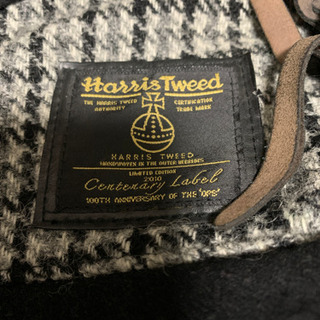 Harris Tweed
THE HARRIS TWEED CERTIFICATION
AUTHORITY TRADE MARK
HARRIS TWEED
HANDWOVEN IN THE OUTER HEBRIDES
LIMITED EDITION
2010
Centenary Label
100TH ANNIVERSARY OF THE "OPS"